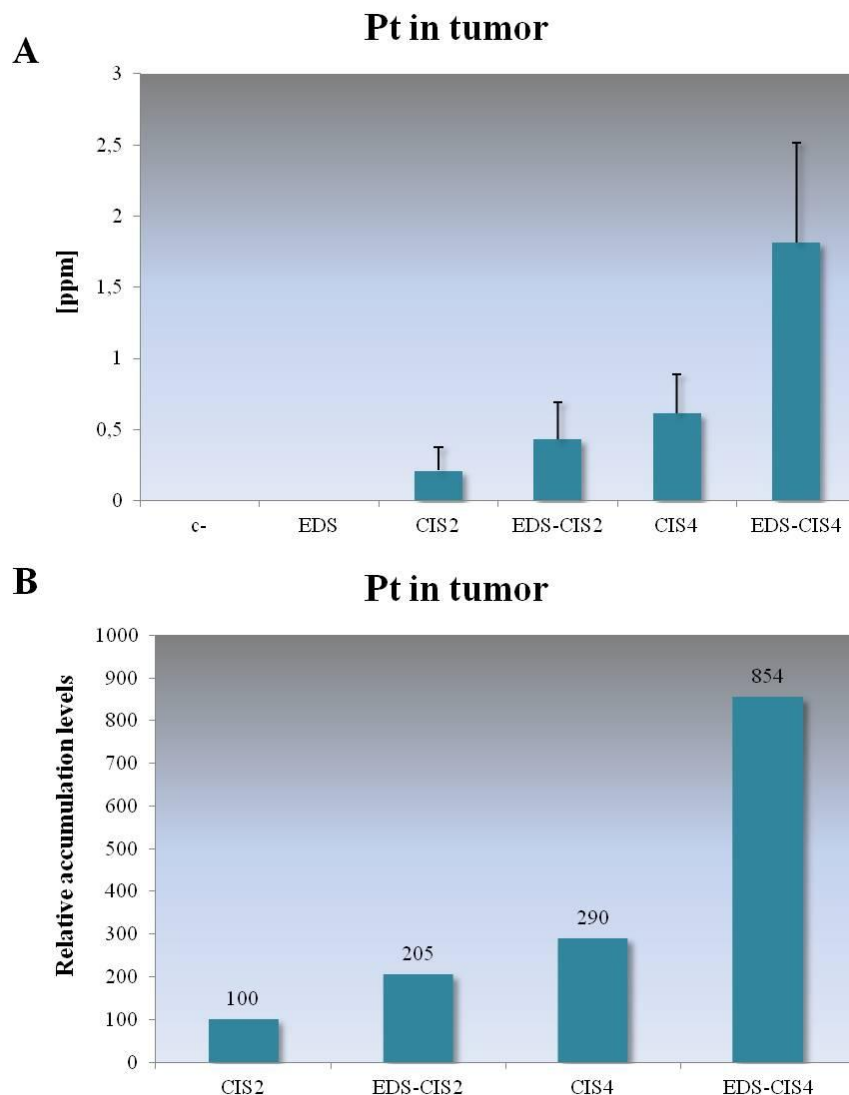 A
Pt in tumor
3
2,5
2
1,5
1
0,5
0
[ppm]
c-
EDS
CIS2
EDS-CIS2
CIS4
EDS-CIS4
B
Pt in tumor
1000
900
800
700
600
500
400
300
200
100
0
Relative accumulation levels
100
205
290
854
CIS2
EDS-CIS2
CIS4
EDS-CIS4